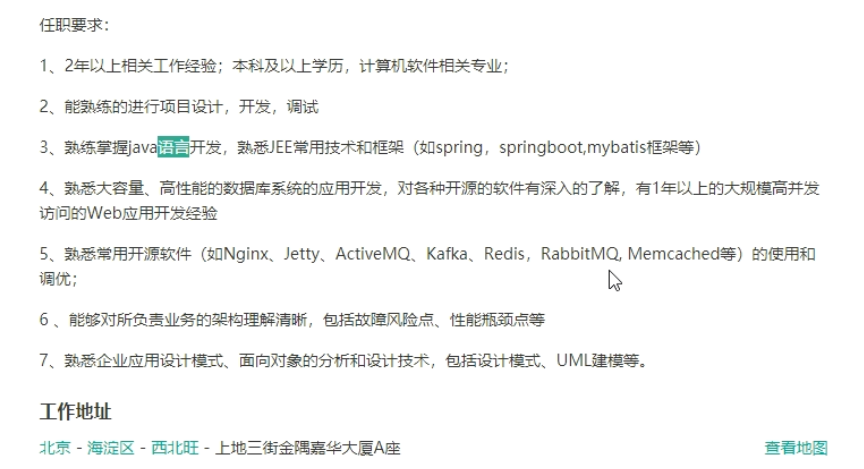 任职要求：
1、2年以上相关工作经验；本科及以上学历，计算机软件相关专业；
2、能熟练的进行项目设计，开发，调试
3、熟练掌握java语言开发，熟悉JEE常用技术和框架（如spring，springboot,mybatis框架等）
4、熟悉大容量、高性能的数据库系统的应用开发，对各种开源的软件有深入的了解，有1年以上的大规模高并发
访问的Web应用开发经验
5、熟悉常用开源软件（如Nginx、Jetty、ActiveMQ、Kafka、Redis，RabbitMQ, Memcached等）的使用和
调优；
6 、能够对所负责业务的架构理解清晰，包括故障风险点、性能瓶颈点等
7、熟悉企业应用设计模式、面向对象的分析和设计技术，包括设计模式、UML建模等。
工作地址
北京 - 海淀区 - 西北旺 - 上地三街金隅嘉华大厦A座 查看地图